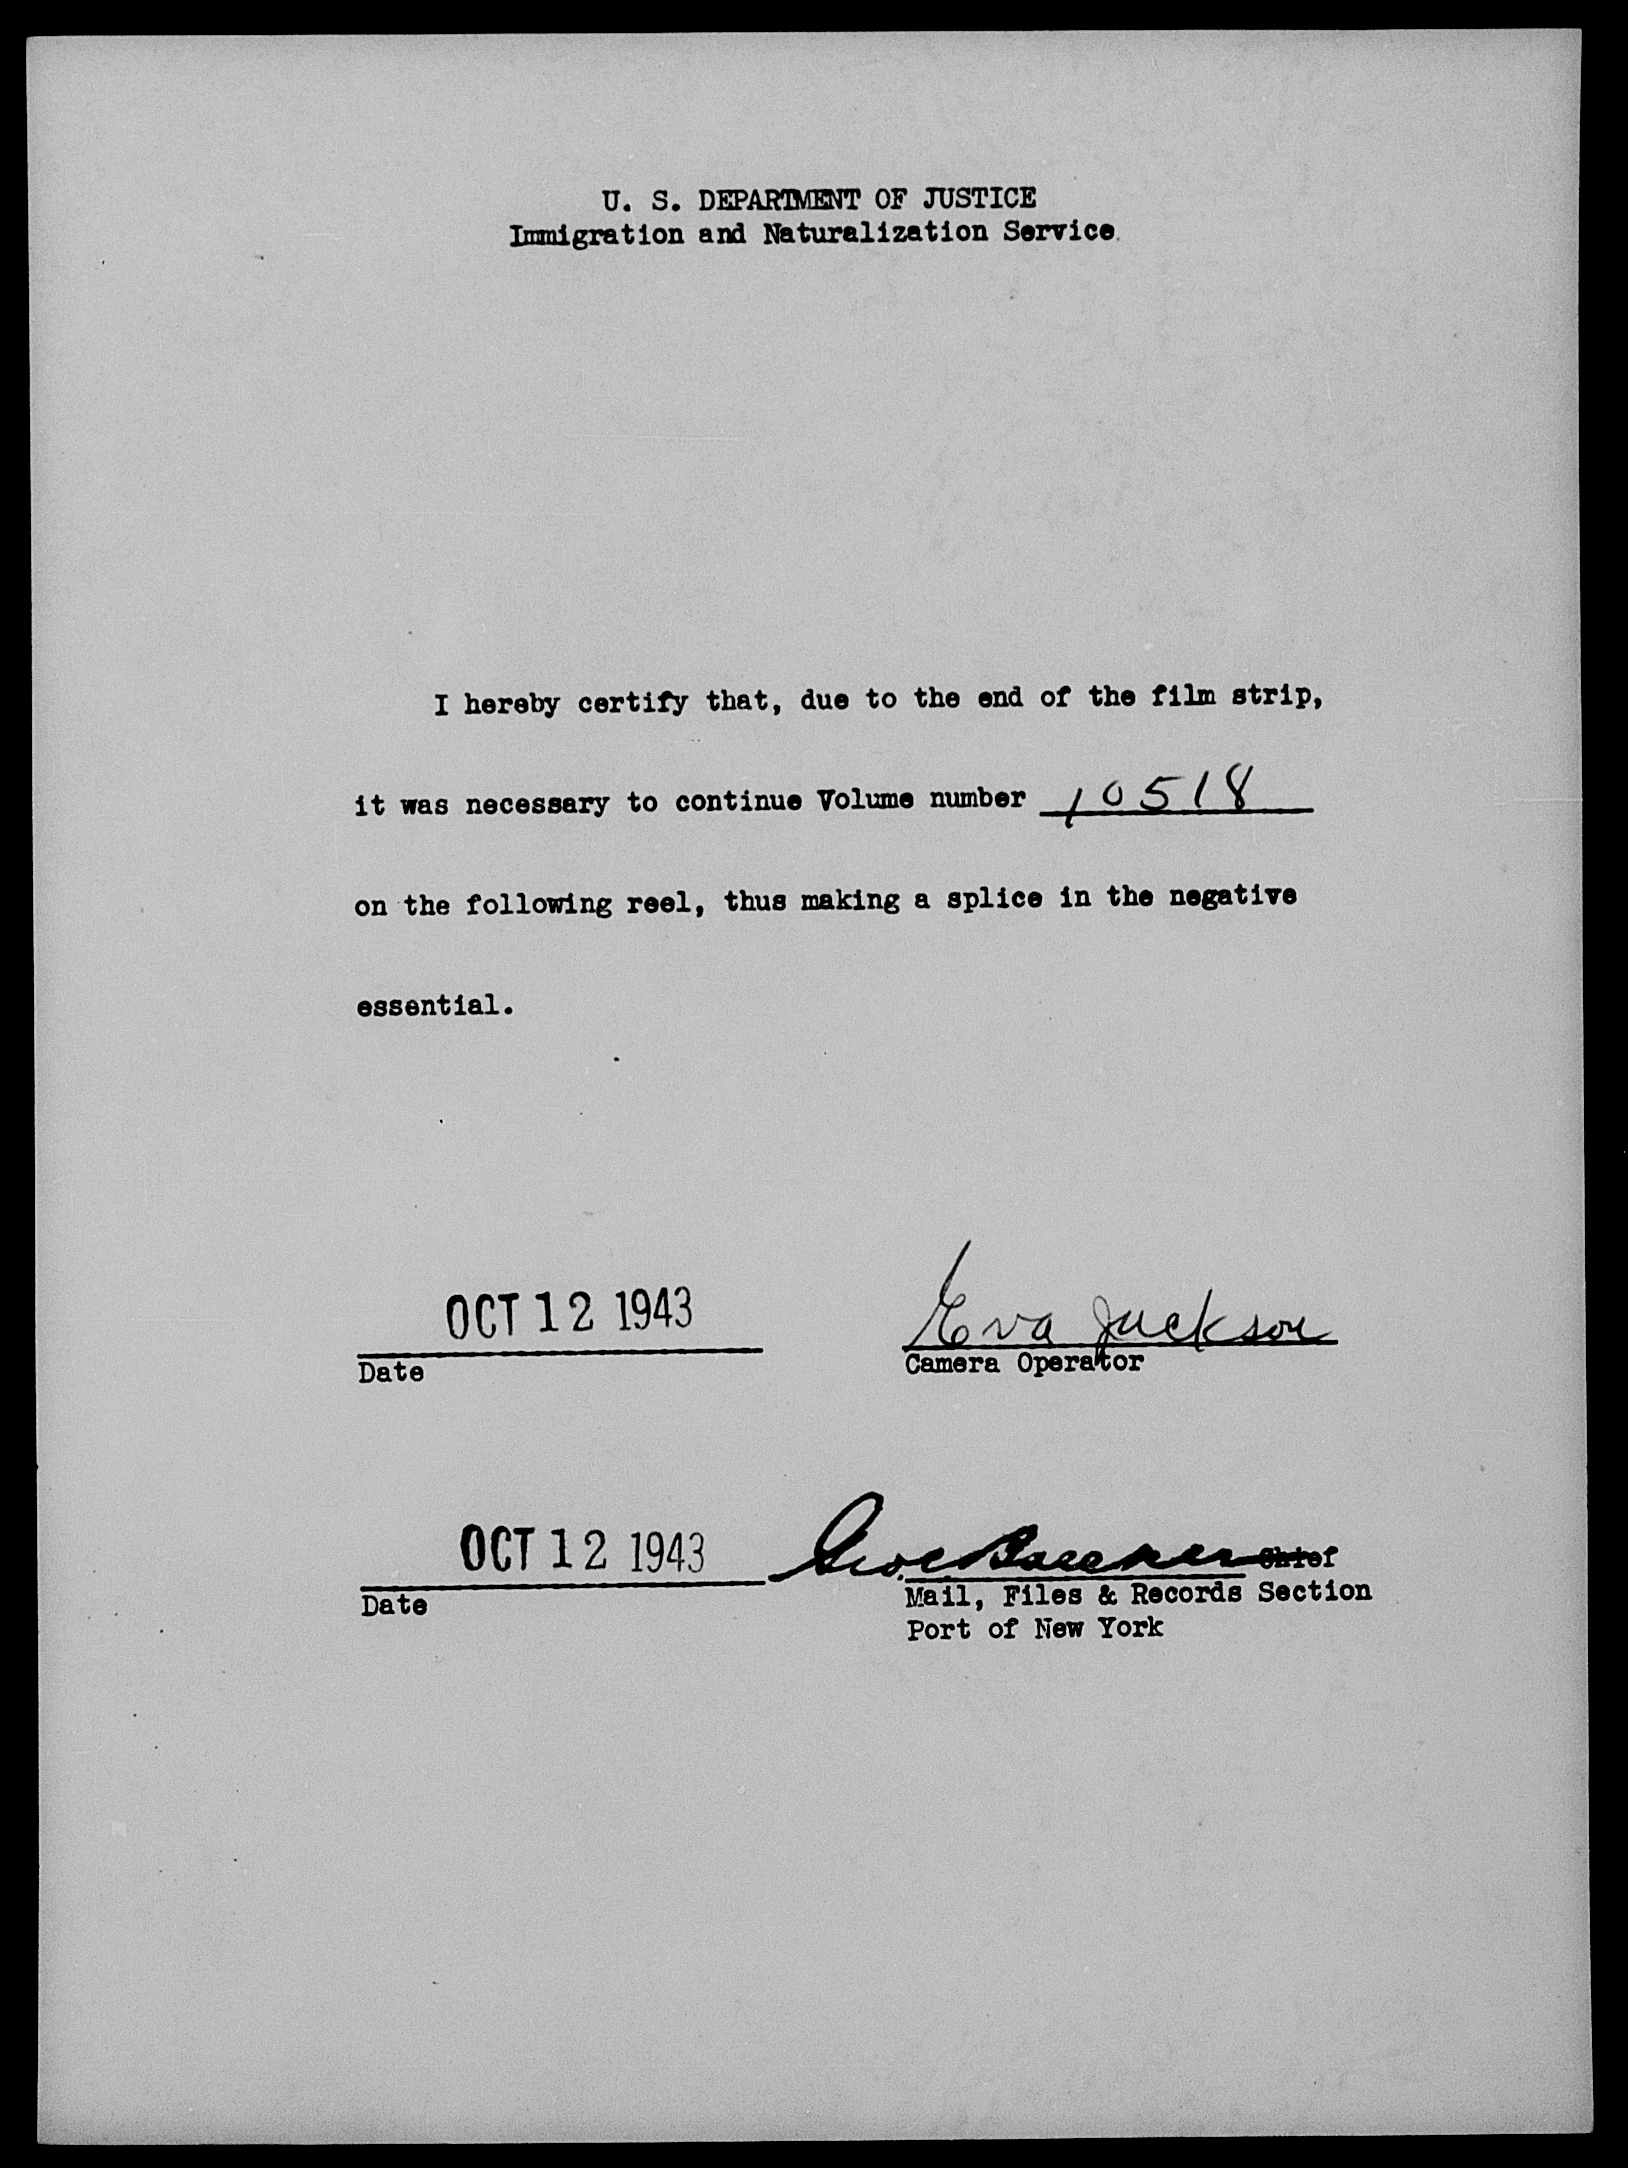 U. S. DEPARTMENT OF JUSTICE
Immigration and Naturalization Service.
I hereby certify that, due to the end of the film strip,
it was necessary to continue Volume number 10518
on the following reel, thus making a splice in the negative
essential.
OCT 12 1943
Eva Jackson
Date
Camera Operator
OCT 12 1943
Geo. Chief
Date
Mail, Files & Records Section
Port of New York